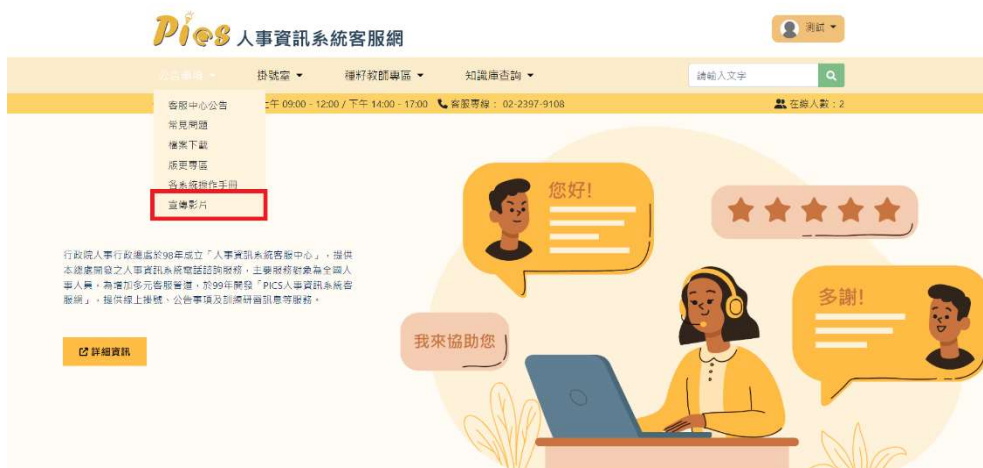 Pics 人事資訊系統客服網
測試
掛號室
種籽教師專區
知識庫查詢
請輸入文字
上午 09:00 - 12:00 / 下午 14:00 - 17:00
客服專線： 02-2397-9108
在線人數：2
客服中心公告
常見問題
檔案下載
版更專區
各系統操作手冊
宣傳影片
行政院人事行政總處於98年成立「人事資訊系統客服中心」，提供
本總處開發之人事資訊系統電話諮詢服務，主要服務對象為全國人
事人員，為增加多元客服管道，於99年開發「PICS人事資訊系統客
服網」，提供線上掛號、公告事項及訓練研習訊息等服務。
詳細資訊
您好!
我來協助您
多謝!